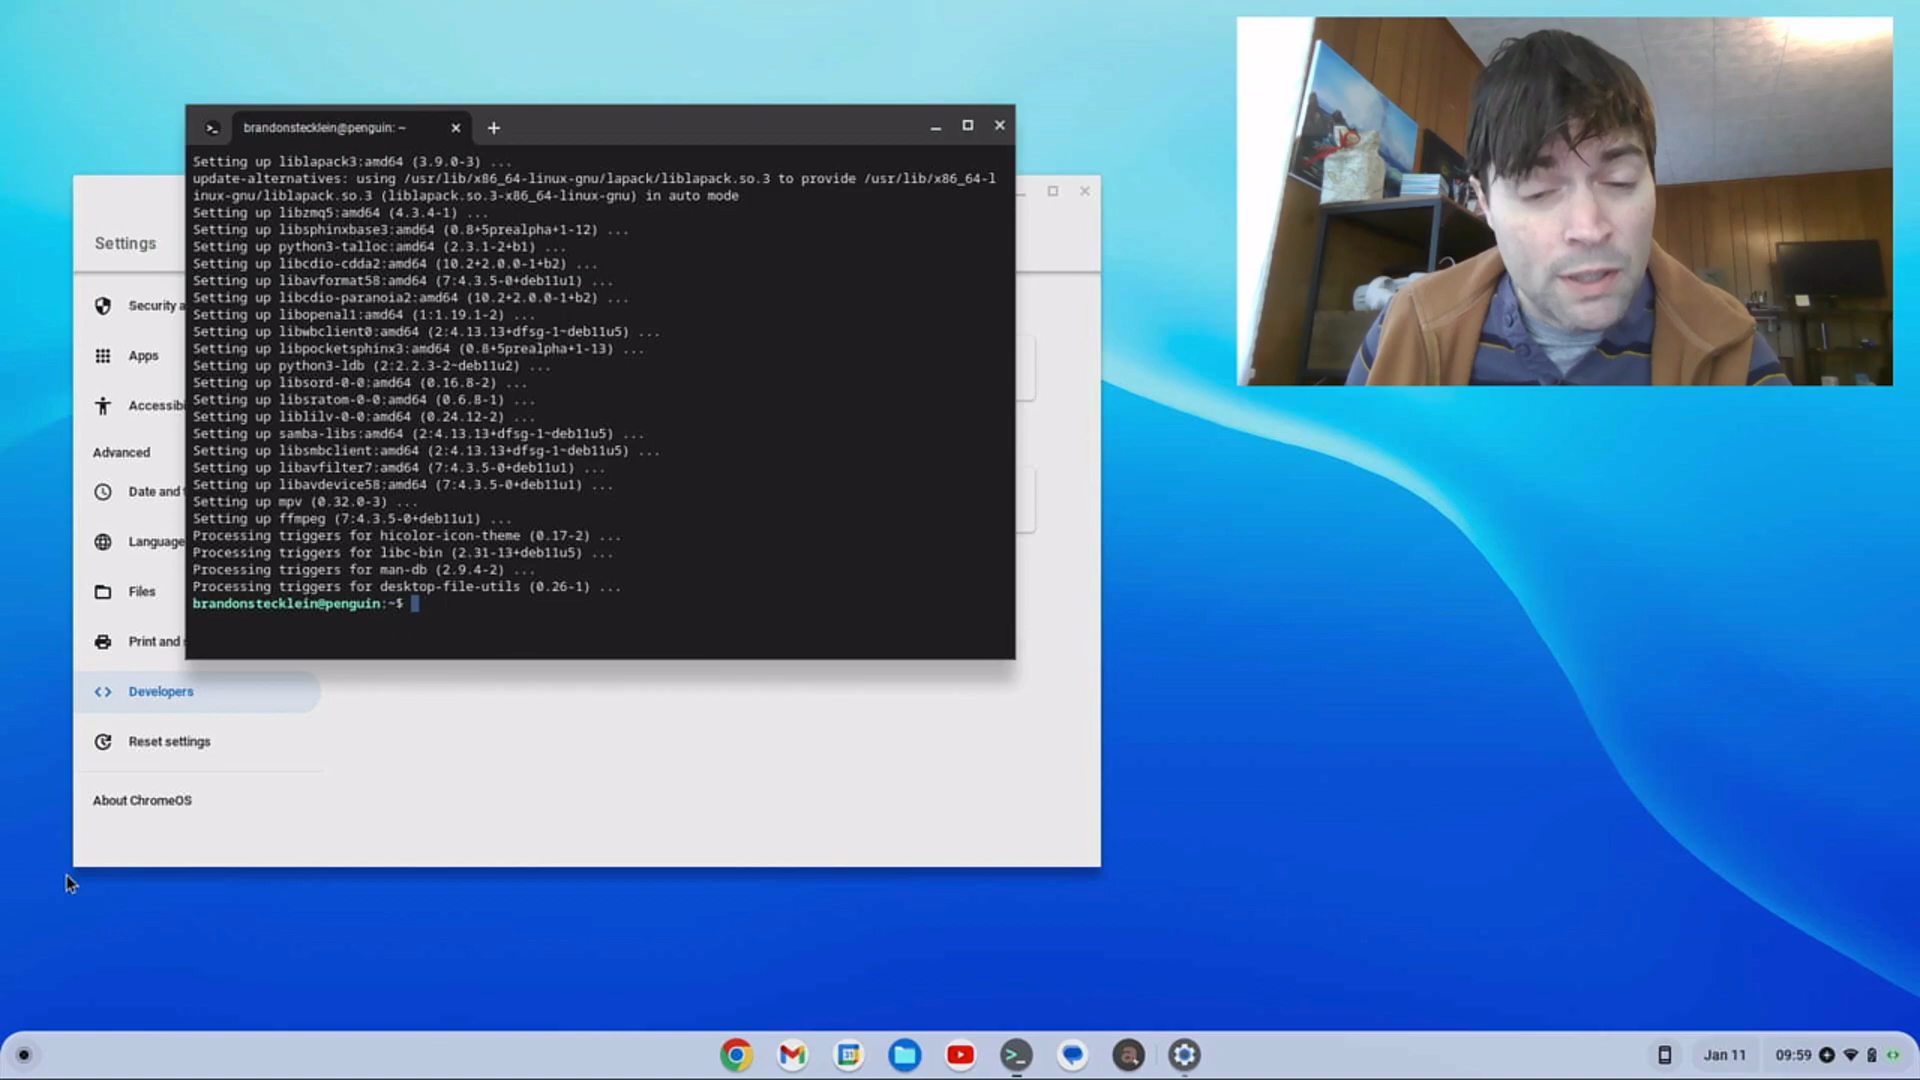 brandonstecklein@penguin: ~
Setting up liblapack3:amd64 (3.9.0-3) ...
update-alternatives: using /usr/lib/x86_64-linux-gnu/lapack/liblapack.so.3 to provide /usr/lib/x86_64-l
inux-gnu/liblapack.so.3 (liblapack.so.3-x86_64-linux-gnu) in auto mode
Setting up libzmq5:amd64 (4.3.4-1) ...
Setting up libsphinxbase3:amd64 (0.8+5prealpha+1-12) ...
Setting up python3-talloc:amd64 (2.3.1-2+b1) ...
Setting up libcdio-cdda2:amd64 (10.2+2.0.0-1+b2) ...
Setting up libavformat58:amd64 (7:4.3.5-0+deb11u1) ...
Setting up libcdio-paranoia2:amd64 (10.2+2.0.0-1+b2) ...
Setting up libopenal1:amd64 (1:1.19.1-2) ...
Setting up libwbclient0:amd64 (2:4.13.13+dfsg-1~deb11u5) ...
Setting up libpocketsphinx3:amd64 (0.8+5prealpha+1-13) ...
Setting up python3-ldb (2:2.2.3-2~deb11u2) ...
Setting up libsord-0-0:amd64 (0.16.8-2) ...
Setting up libsratom-0-0:amd64 (0.6.8-1) ...
Setting up liblilv-0-0:amd64 (0.24.12-2) ...
Setting up samba-libs:amd64 (2:4.13.13+dfsg-1~deb11u5) ...
Setting up libsmbclient:amd64 (2:4.13.13+dfsg-1~deb11u5) ...
Setting up libavfilter7:amd64 (7:4.3.5-0+deb11u1) ...
Setting up libavdevice58:amd64 (7:4.3.5-0+deb11u1) ...
Setting up mpv (0.32.0-3) ...
Setting up ffmpeg (7:4.3.5-0+deb11u1) ...
Processing triggers for hicolor-icon-theme (0.17-2) ...
Processing triggers for libc-bin (2.31-13+deb11u5) ...
Processing triggers for man-db (2.9.4-2) ...
Processing triggers for desktop-file-utils (0.26-1) ...
brandonstecklein@penguin:~$
Settings
Security a
Apps
Accessibi
Advanced
Date and
Language
Files
Print and
Developers
Reset settings
About ChromeOS
31
Jan 11
09:59